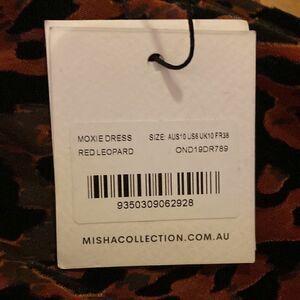 MOXIE DRESS SIZE: AUS10 US6 UK10 FR38
RED LEOPARD OND19DR789
9350309062928
MISHACOLLECTION.COM.AU